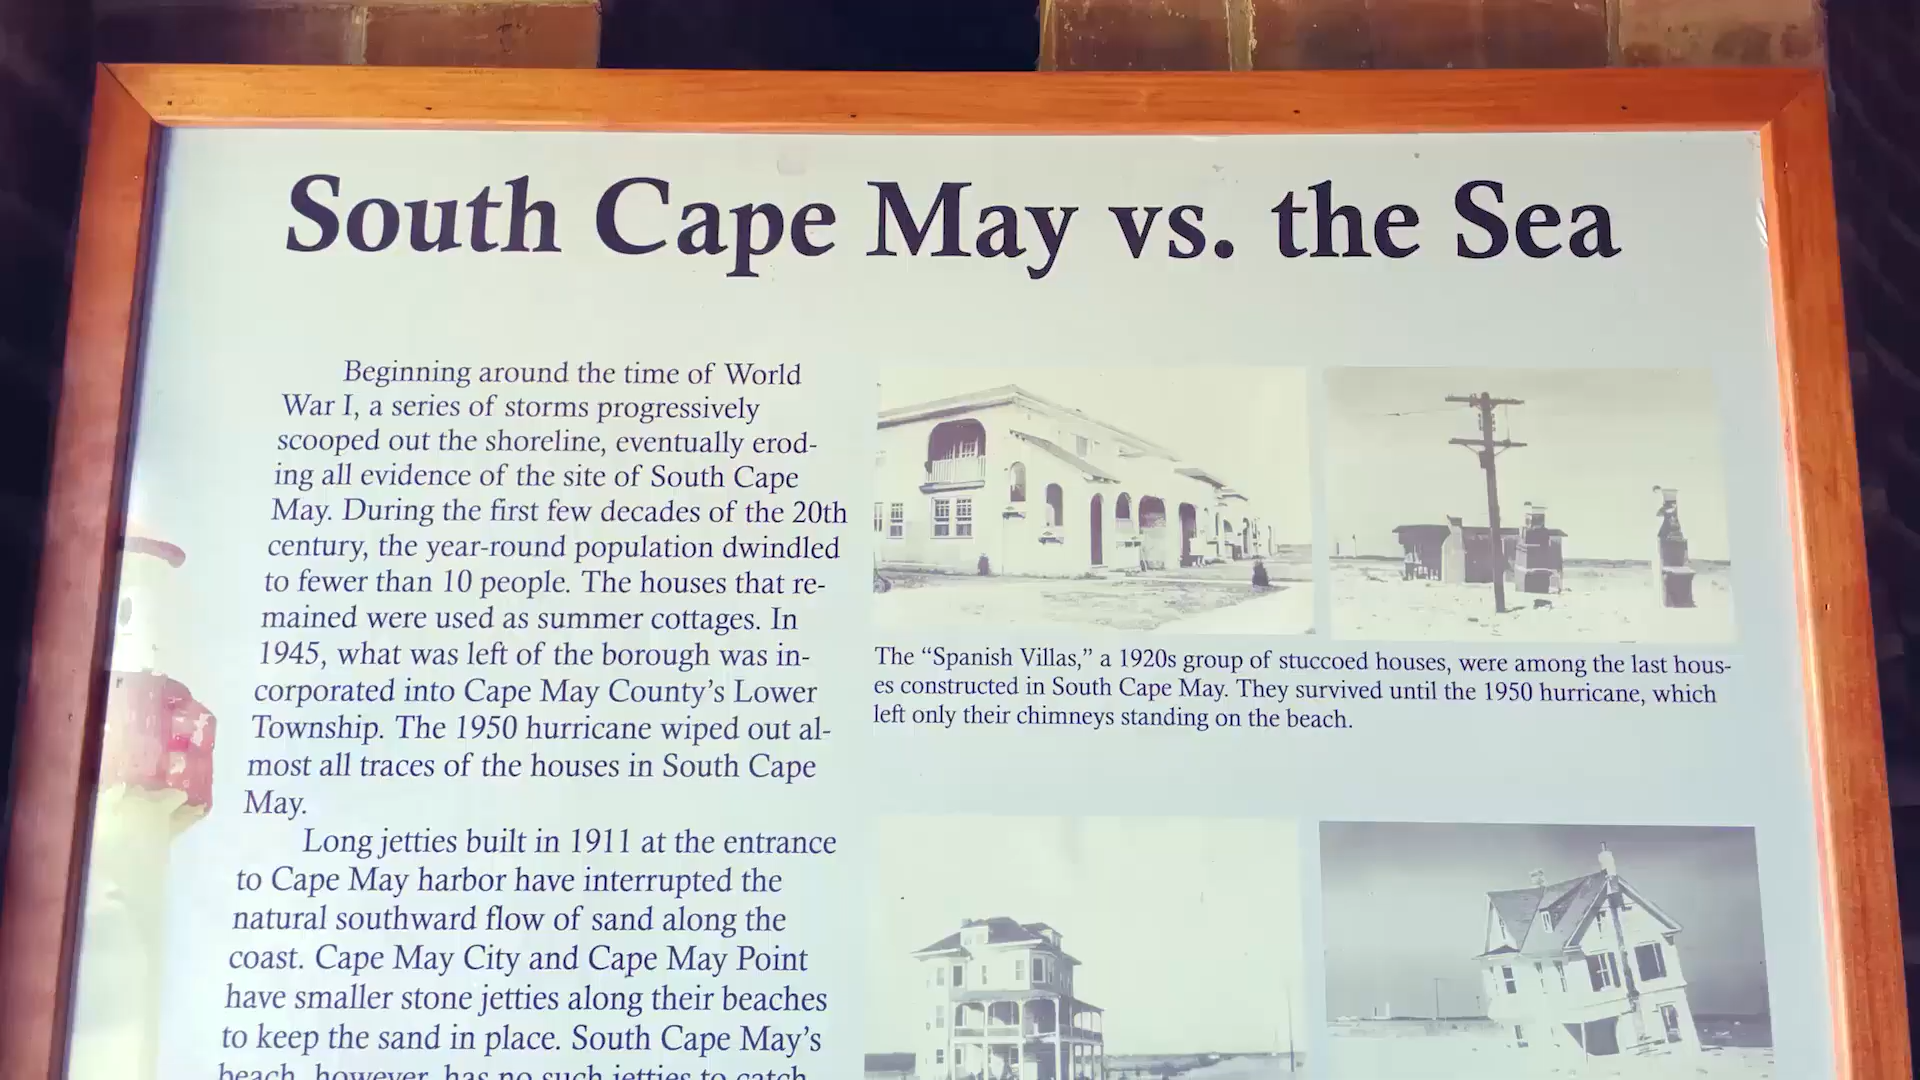 South Cape May vs. the Sea
Beginning around the time of World
War I, a series of storms progressively
scooped out the shoreline, eventually erod-
ing all evidence of the site of South Cape
May. During the first few decades of the 20th
century, the year-round population dwindled
to fewer than 10 people. The houses that re-
mained were used as summer cottages. In
1945, what was left of the borough was in-
corporated into Cape May County's Lower
Township. The 1950 hurricane wiped out al-
most all traces of the houses in South Cape
May.
Long jetties built in 1911 at the entrance
to Cape May harbor have interrupted the
natural southward flow of sand along the
coast. Cape May City and Cape May Point
have smaller stone jetties along their beaches
to keep the sand in place. South Cape May's
beach, however, has no such jetties to catch
The “Spanish Villas,” a 1920s group of stuccoed houses, were among the last hous-
es constructed in South Cape May. They survived until the 1950 hurricane, which
left only their chimneys standing on the beach.